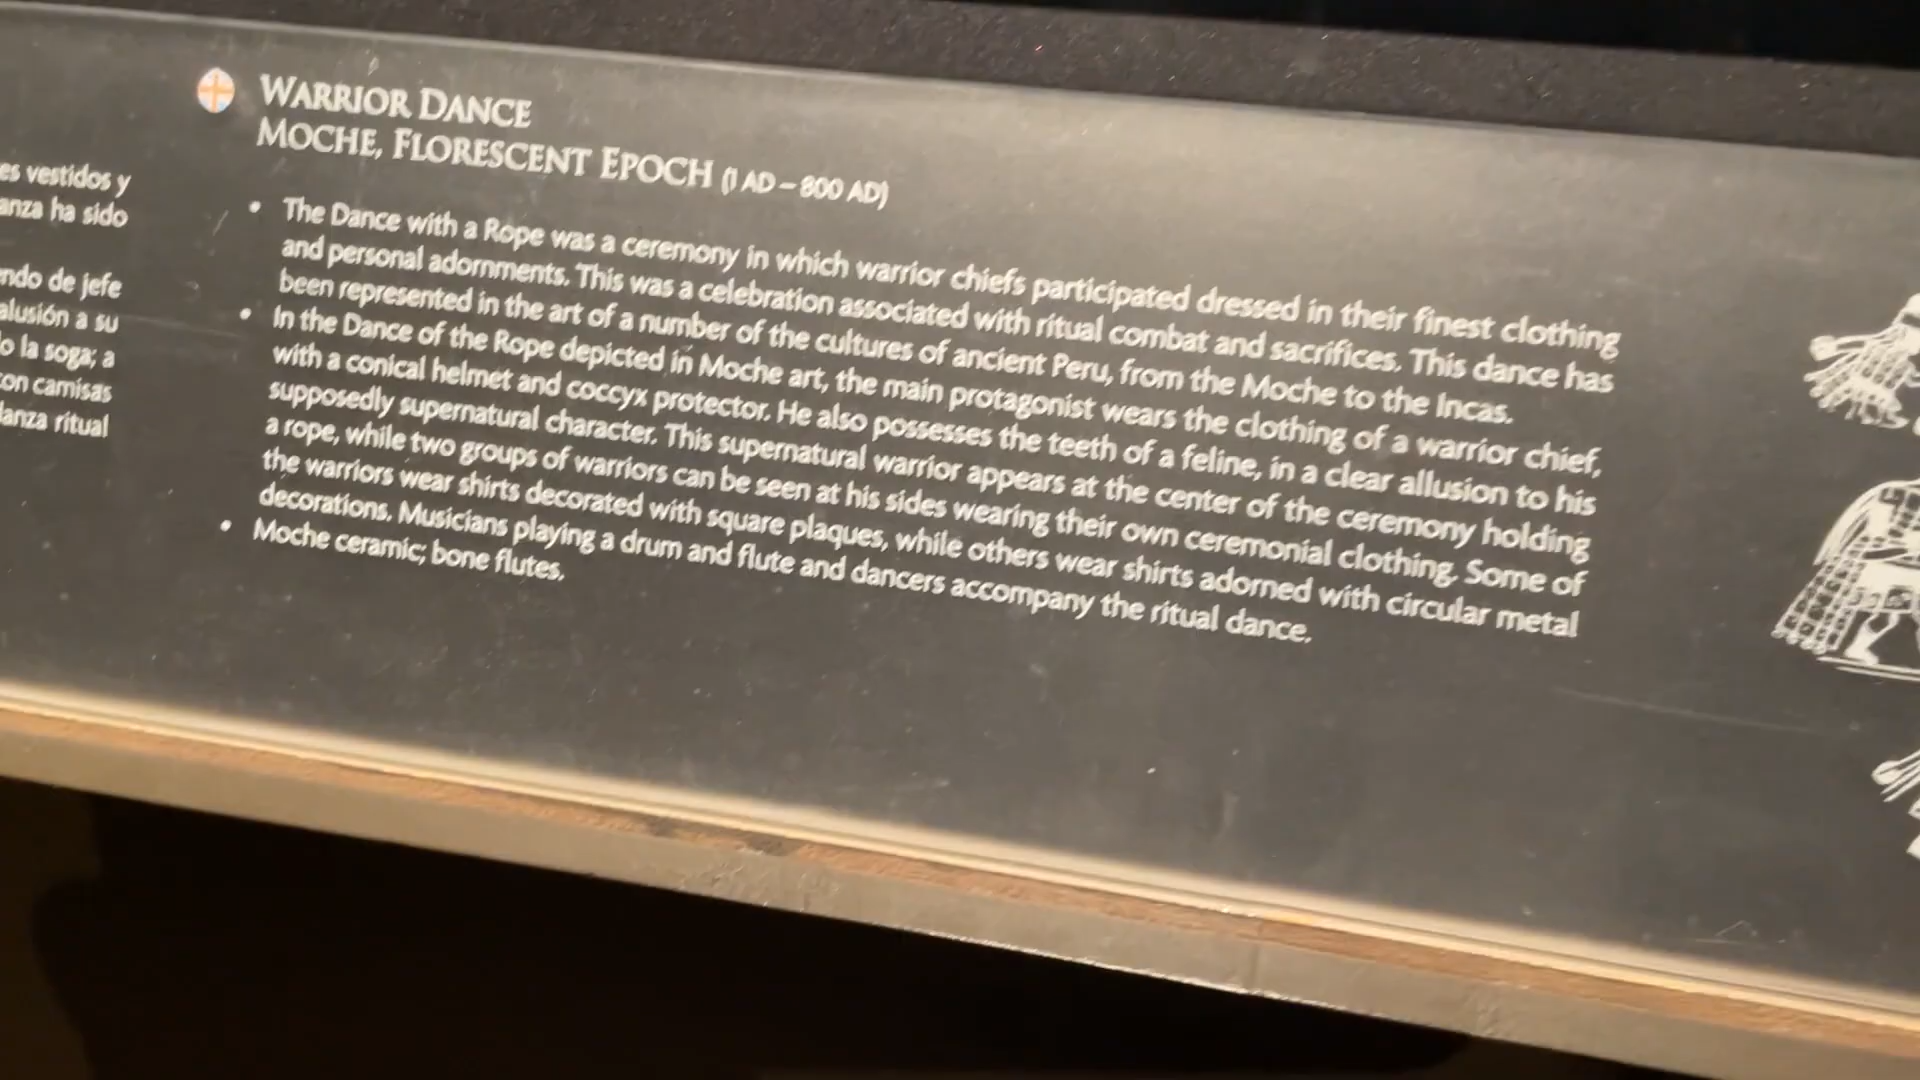 es vestidos y
anza ha sido
ndo de jefe
alusión a su
lo la soga; a
con camisas
danza ritual
WARRIOR DANCE
MOCHE, FLORESCENT EPOCH (1 AD – 800 AD)
• The Dance with a Rope was a ceremony in which warrior chiefs participated dressed in their finest clothing
and personal adornments. This was a celebration associated with ritual combat and sacrifices. This dance has
been represented in the art of a number of the cultures of ancient Peru, from the Moche to the Incas.
• In the Dance of the Rope depicted in Moche art, the main protagonist wears the clothing of a warrior chief,
with a conical helmet and coccyx protector. He also possesses the teeth of a feline, in a clear allusion to his
supposedly supernatural character. This supernatural warrior appears at the center of the ceremony holding
a rope, while two groups of warriors can be seen at his sides wearing their own ceremonial clothing. Some of
the warriors wear shirts decorated with square plaques, while others wear shirts adorned with circular metal
decorations. Musicians playing a drum and flute and dancers accompany the ritual dance.
• Moche ceramic; bone flutes.